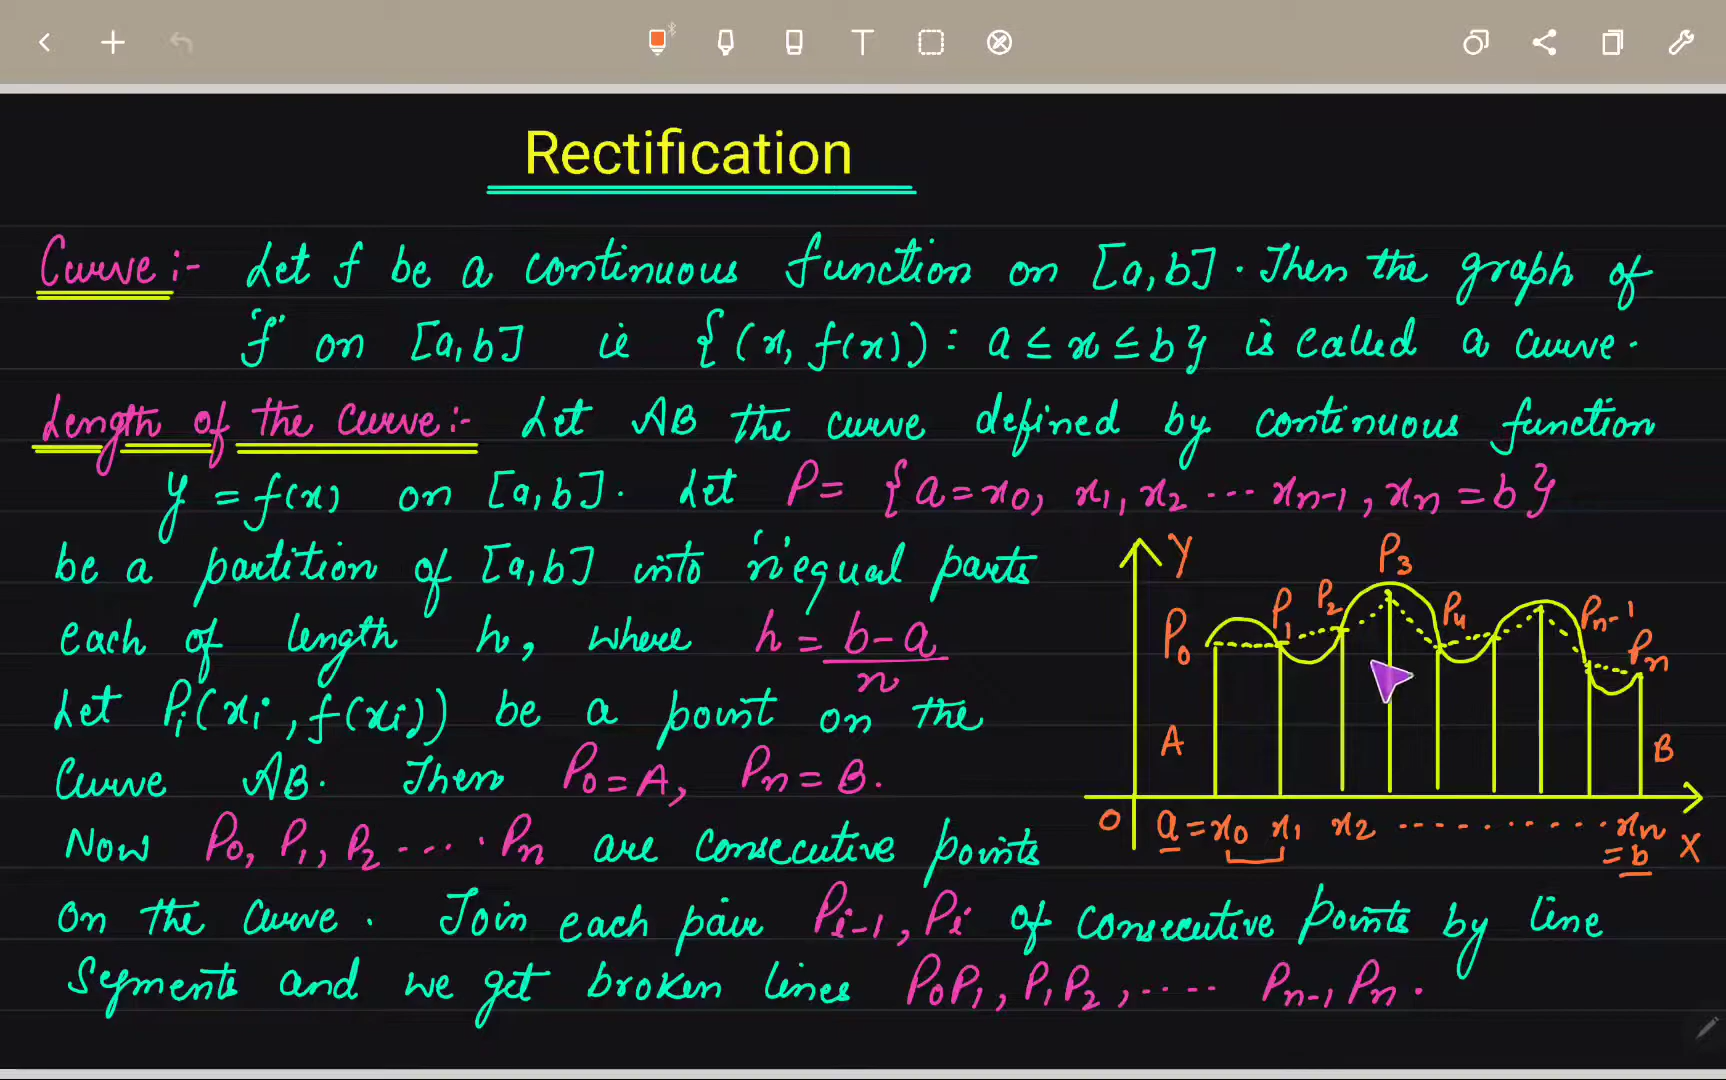 Rectification
Curve :- Let f be a continuous function on [a,b]. Then the graph of
'f' on [a,b] ie {(x, f(x)) : a ≤ x ≤ b} is called a curve.
Length of the Curve :- Let AB the curve defined by continuous function
y = f(x) on [a,b]. Let P = {a = x₀, x₁, x₂ ... xₙ₋₁, xₙ = b}
be a partition of [a,b] into 'n' equal parts
each of length h, where h = (b-a)/n
Let Pᵢ(xᵢ, f(xᵢ)) be a point on the
Curve AB. Then P₀ = A, Pₙ = B.
Now P₀, P₁, P₂ .... Pₙ are consecutive points
on the curve. Join each pair Pᵢ₋₁, Pᵢ of consecutive points by line
Segments and we get broken lines P₀P₁, P₁P₂, ..... Pₙ₋₁Pₙ.
Y P₃
P₀ P₁ P₂ P₄ Pₙ₋₁ Pₙ
A B
O a = x₀ x₁ x₂ ............ xₙ = b X
T